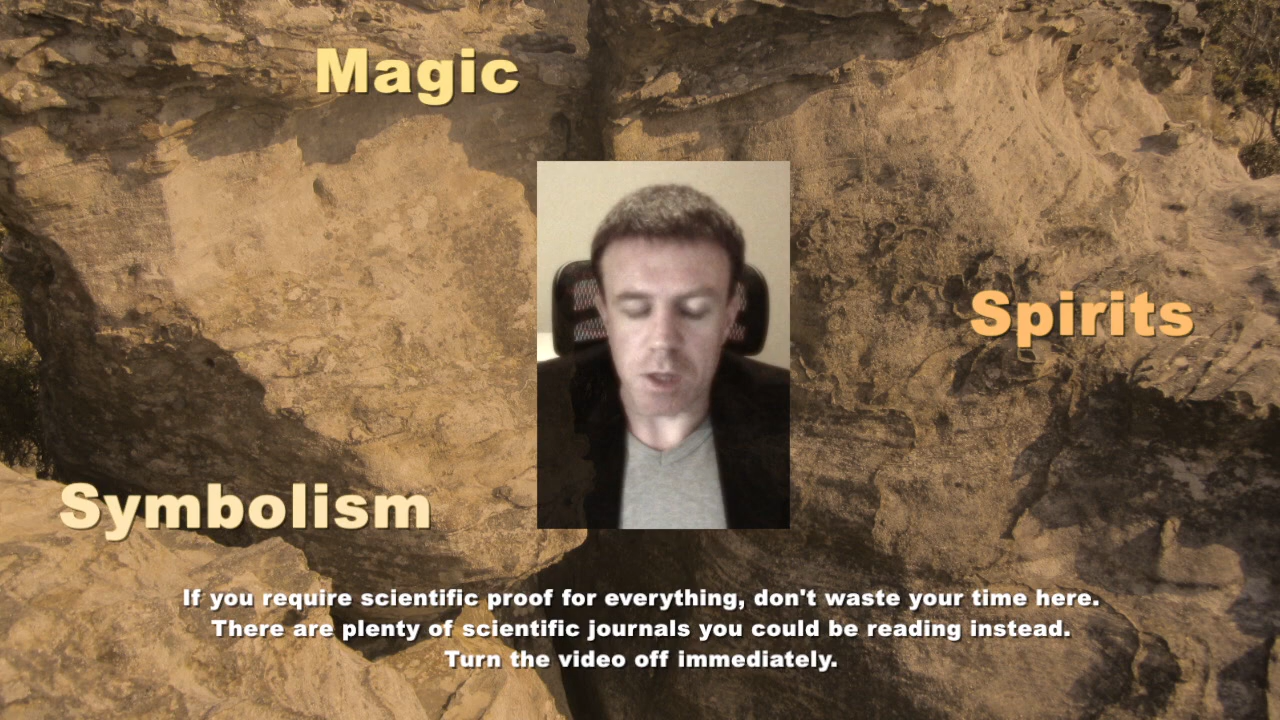 Magic
Spirits
Symbolism
If you require scientific proof for everything, don't waste your time here.
There are plenty of scientific journals you could be reading instead.
Turn the video off immediately.